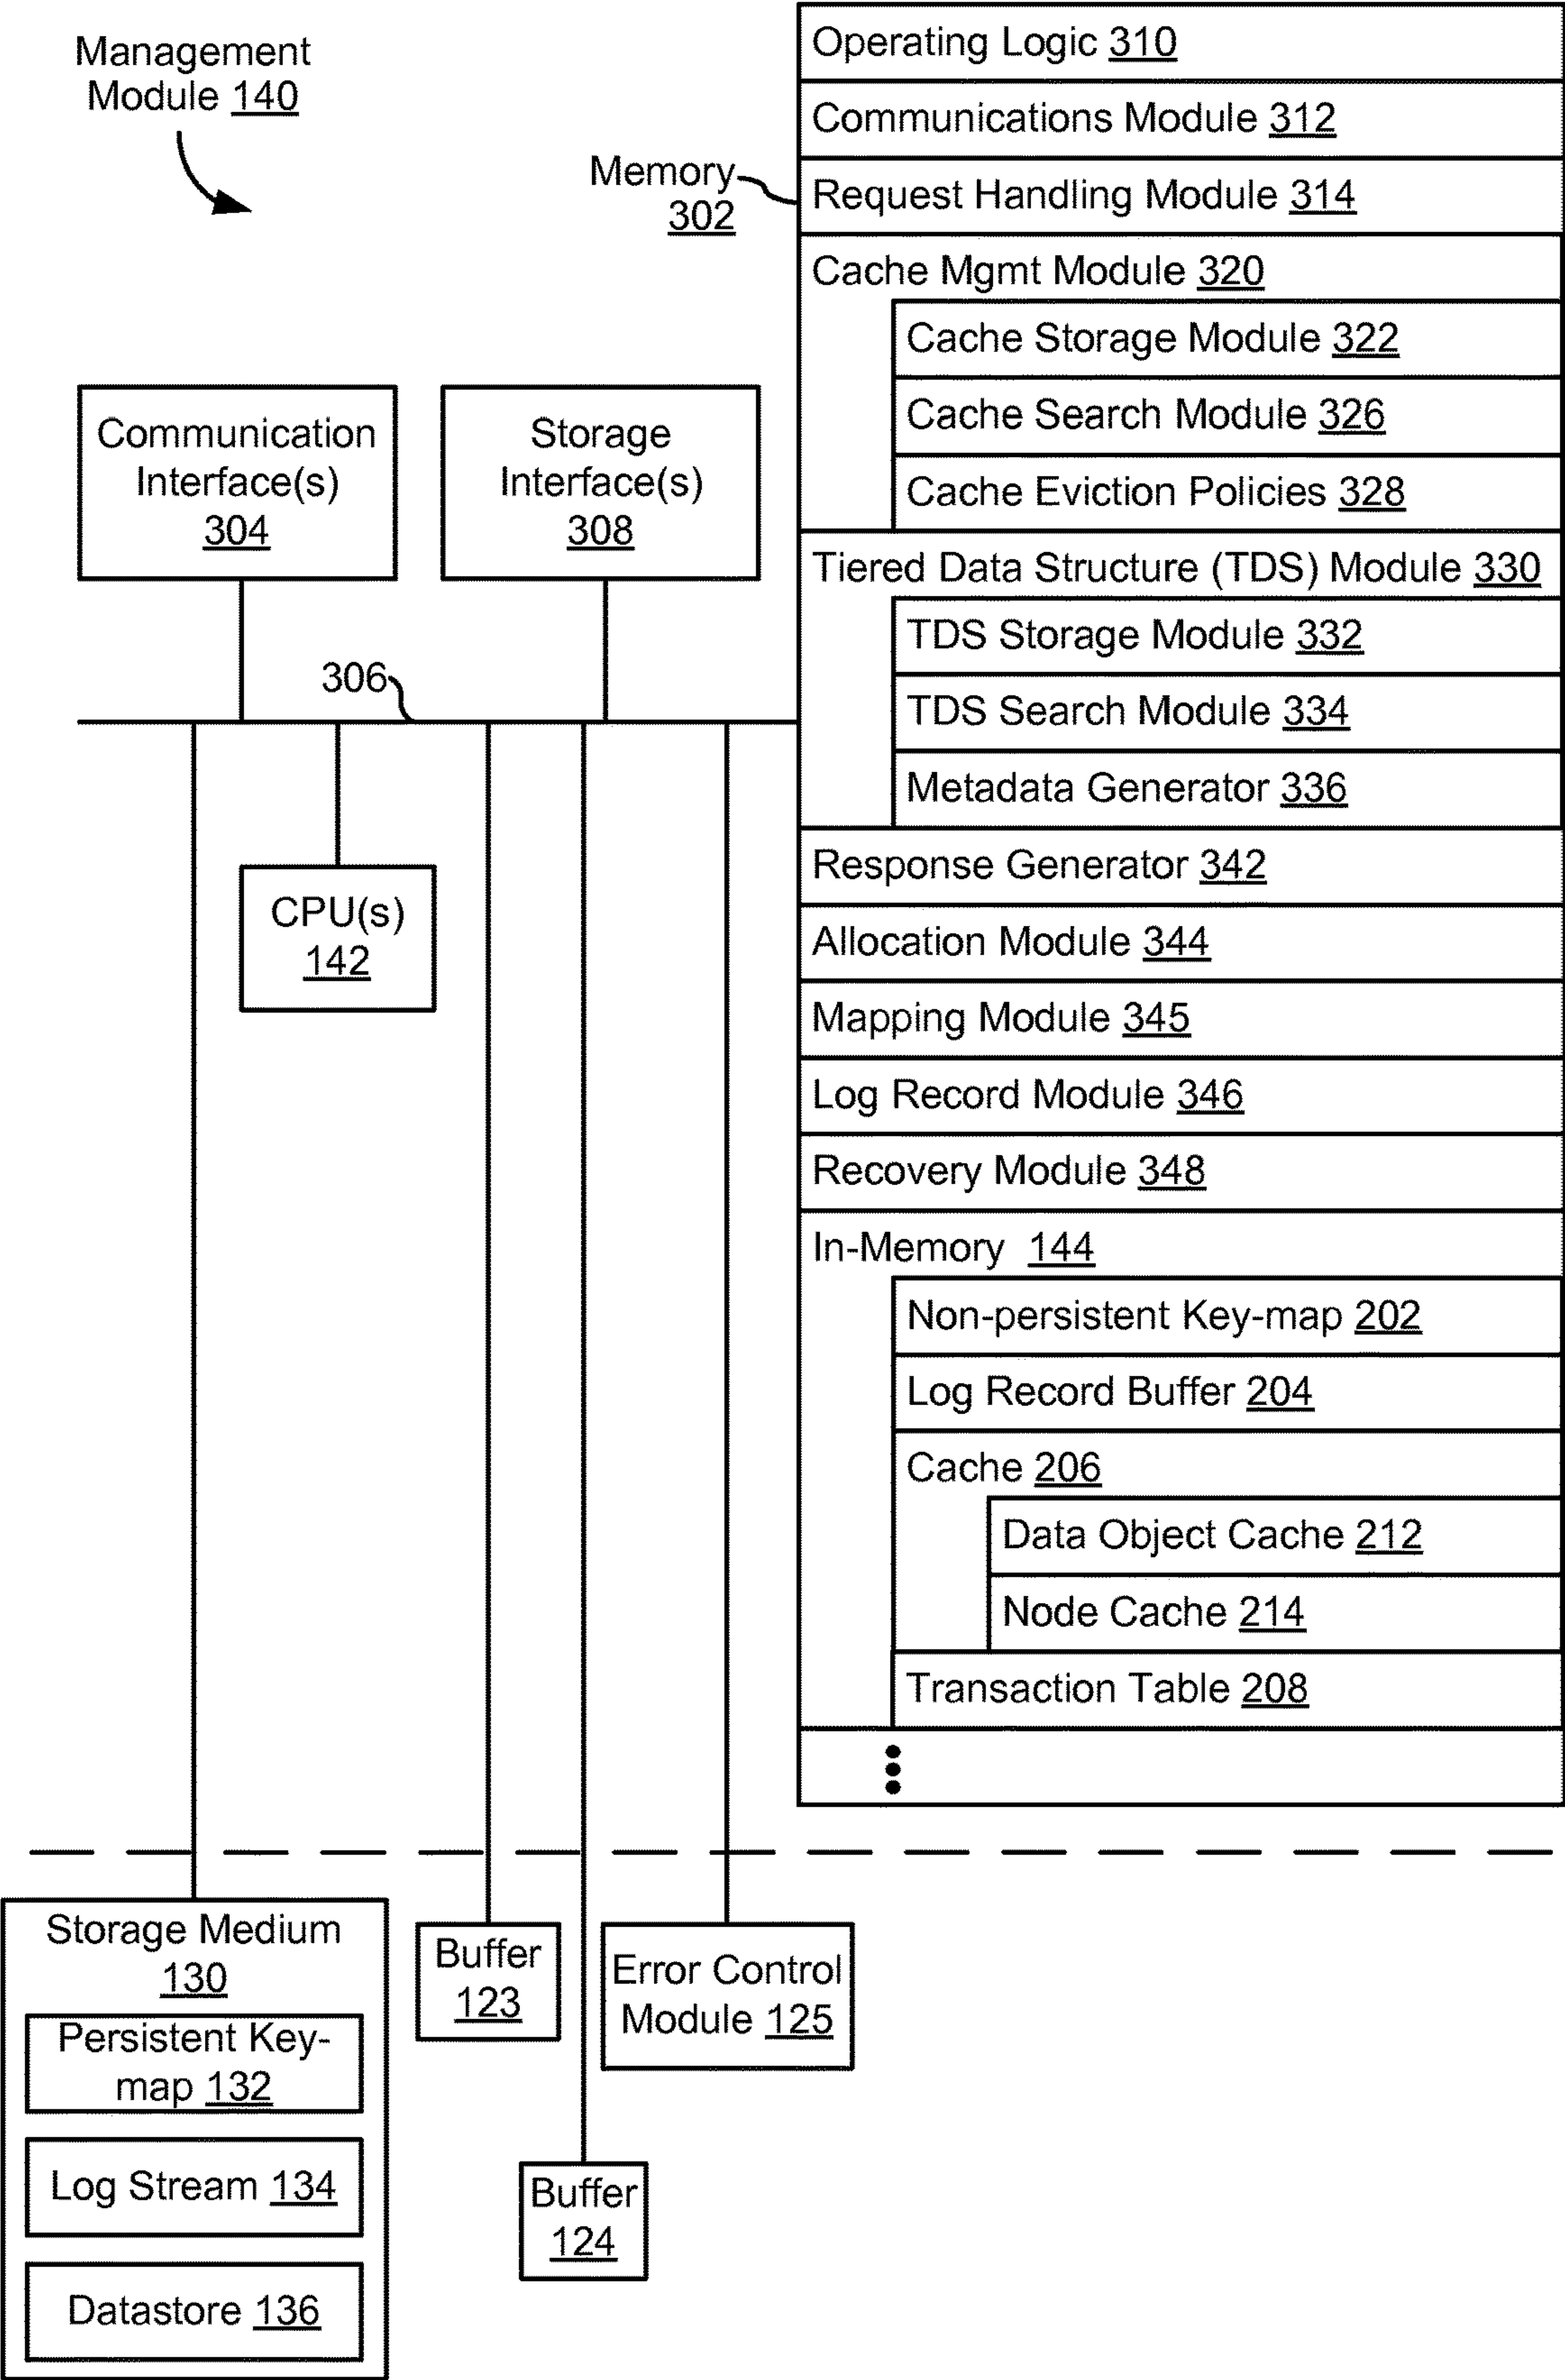 Management
Module 140
Memory
302
Operating Logic 310
Communications Module 312
Request Handling Module 314
Cache Mgmt Module 320
Cache Storage Module 322
Cache Search Module 326
Cache Eviction Policies 328
Tiered Data Structure (TDS) Module 330
TDS Storage Module 332
TDS Search Module 334
Metadata Generator 336
Response Generator 342
Allocation Module 344
Mapping Module 345
Log Record Module 346
Recovery Module 348
In-Memory 144
Non-persistent Key-map 202
Log Record Buffer 204
Cache 206
Data Object Cache 212
Node Cache 214
Transaction Table 208
Communication
Interface(s)
304
Storage
Interface(s)
308
306
CPU(s)
142
Storage Medium
130
Persistent Key-
map 132
Log Stream 134
Datastore 136
Buffer
123
Buffer
124
Error Control
Module 125